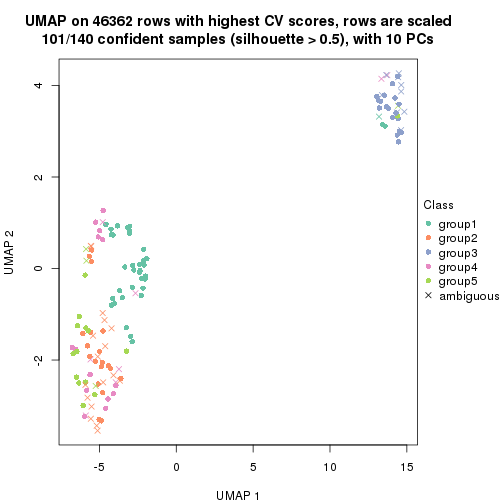 UMAP on 46362 rows with highest CV scores, rows are scaled
101/140 confident samples (silhouette > 0.5), with 10 PCs
4
2
0
-2
UMAP 2
-5
0
5
10
15
UMAP 1
Class
group1
group2
group3
group4
group5
ambiguous